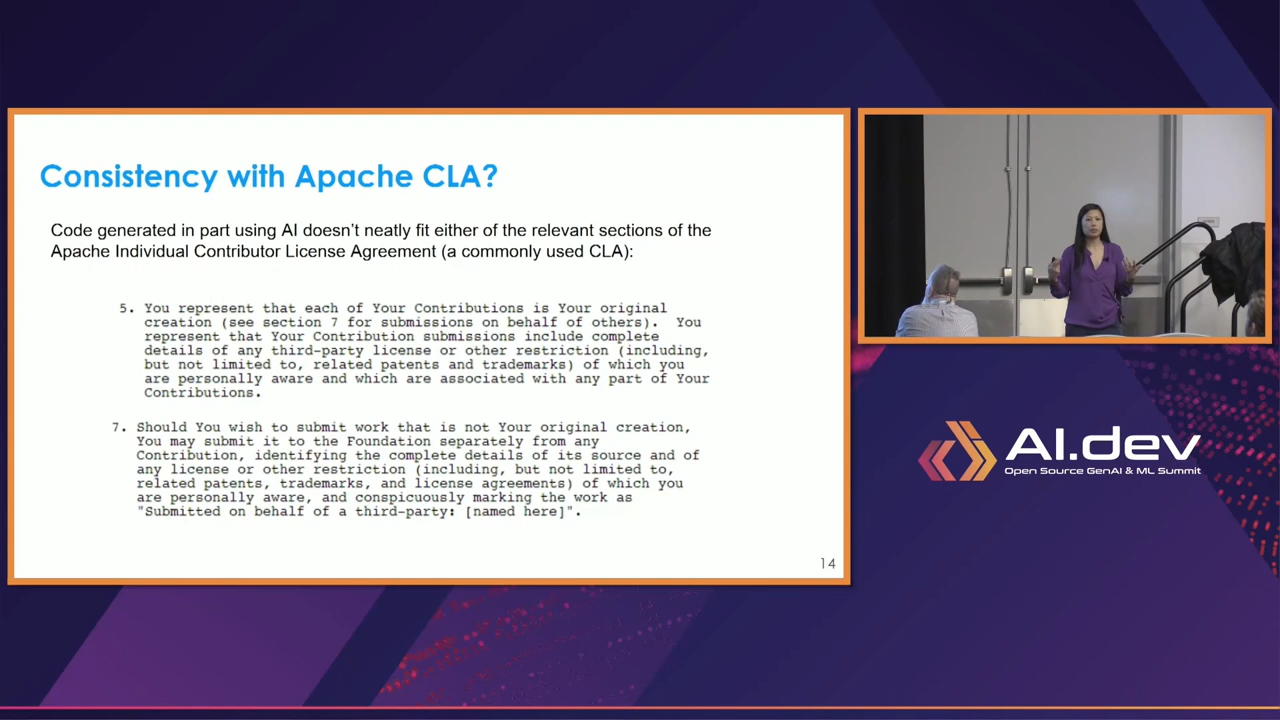 Consistency with Apache CLA?
Code generated in part using AI doesn’t neatly fit either of the relevant sections of the
Apache Individual Contributor License Agreement (a commonly used CLA):
5. You represent that each of Your Contributions is Your original
creation (see section 7 for submissions on behalf of others). You
represent that Your Contribution submissions include complete
details of any third-party license or other restriction (including,
but not limited to, related patents and trademarks) of which you
are personally aware and which are associated with any part of Your
Contributions.
7. Should You wish to submit work that is not Your original creation,
You may submit it to the Foundation separately from any
Contribution, identifying the complete details of its source and of
any license or other restriction (including, but not limited to,
related patents, trademarks, and license agreements) of which you
are personally aware, and conspicuously marking the work as
"Submitted on behalf of a third-party: [named here]".
14
AI.dev
Open Source GenAI & ML Summit